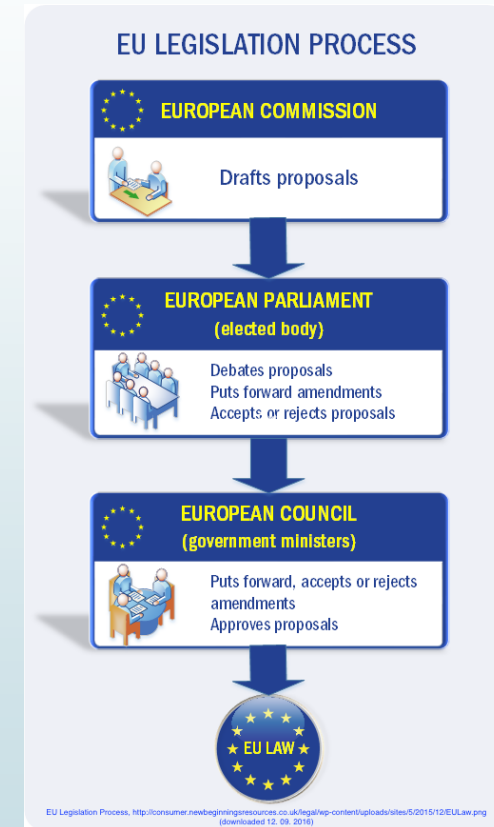 EU LEGISLATION PROCESS
EUROPEAN COMMISSION
Drafts proposals
EUROPEAN PARLIAMENT
(elected body)
Debates proposals
Puts forward amendments
Accepts or rejects proposals
EUROPEAN COUNCIL
(government ministers)
Puts forward, accepts or rejects
amendments
Approves proposals
EU LAW
EU Legislation Process, http://consumer.newbeginningsresources.co.uk/legal/wp-content/uploads/sites/5/2015/12/EULaw.png
(downloaded 12. 09. 2016)